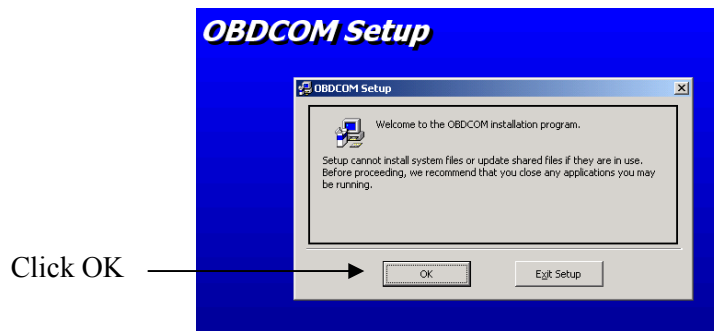 OBDCOM Setup
OBDCOM Setup
Welcome to the OBDCOM installation program.
Setup cannot install system files or update shared files if they are in use.
Before proceeding, we recommend that you close any applications you may
be running.
Click OK
OK
Exit Setup